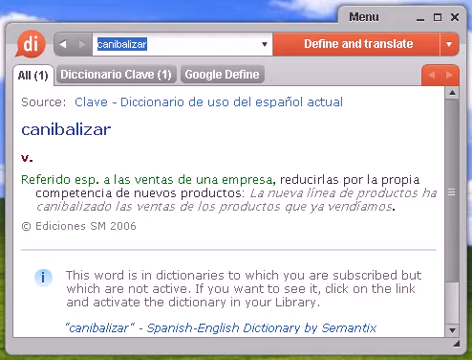 Menu
di
canibalizar
Define and translate
All (1)
Diccionario Clave (1)
Google Define
Source: Clave - Diccionario de uso del español actual
canibalizar
v.
Referido esp. a las ventas de una empresa, reducirlas por la propia
competencia de nuevos productos: La nueva línea de productos ha
canibalizado las ventas de los productos que ya vendíamos.
© Ediciones SM 2006
i
This word is in dictionaries to which you are subscribed but
which are not active. If you want to see it, click on the link
and activate the dictionary in your Library.
"canibalizar" - Spanish-English Dictionary by Semantix